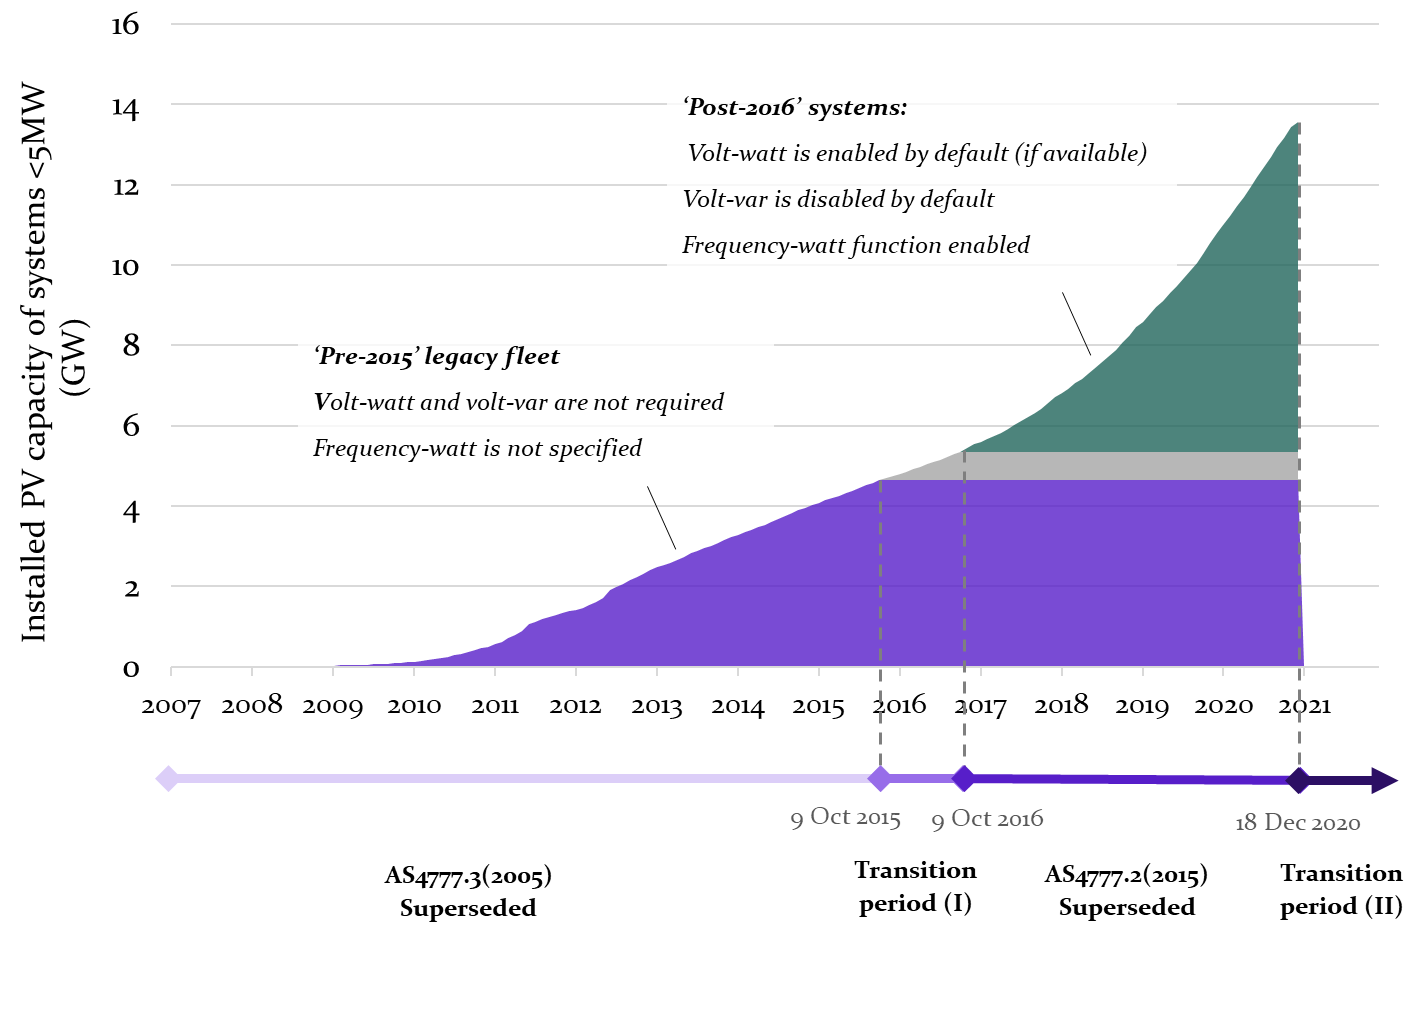 Installed PV capacity of systems <5MW
(GW)
16
14
12
10
8
6
4
2
0
‘Post-2016’ systems:
Volt-watt is enabled by default (if available)
Volt-var is disabled by default
Frequency-watt function enabled
‘Pre-2015’ legacy fleet
Volt-watt and volt-var are not required
Frequency-watt is not specified
2007 2008 2009 2010 2011 2012 2013 2014 2015 2016 2017 2018 2019 2020 2021
9 Oct 2015 9 Oct 2016 18 Dec 2020
AS4777.3(2005)
Superseded
Transition
period (I)
AS4777.2(2015)
Superseded
Transition
period (II)